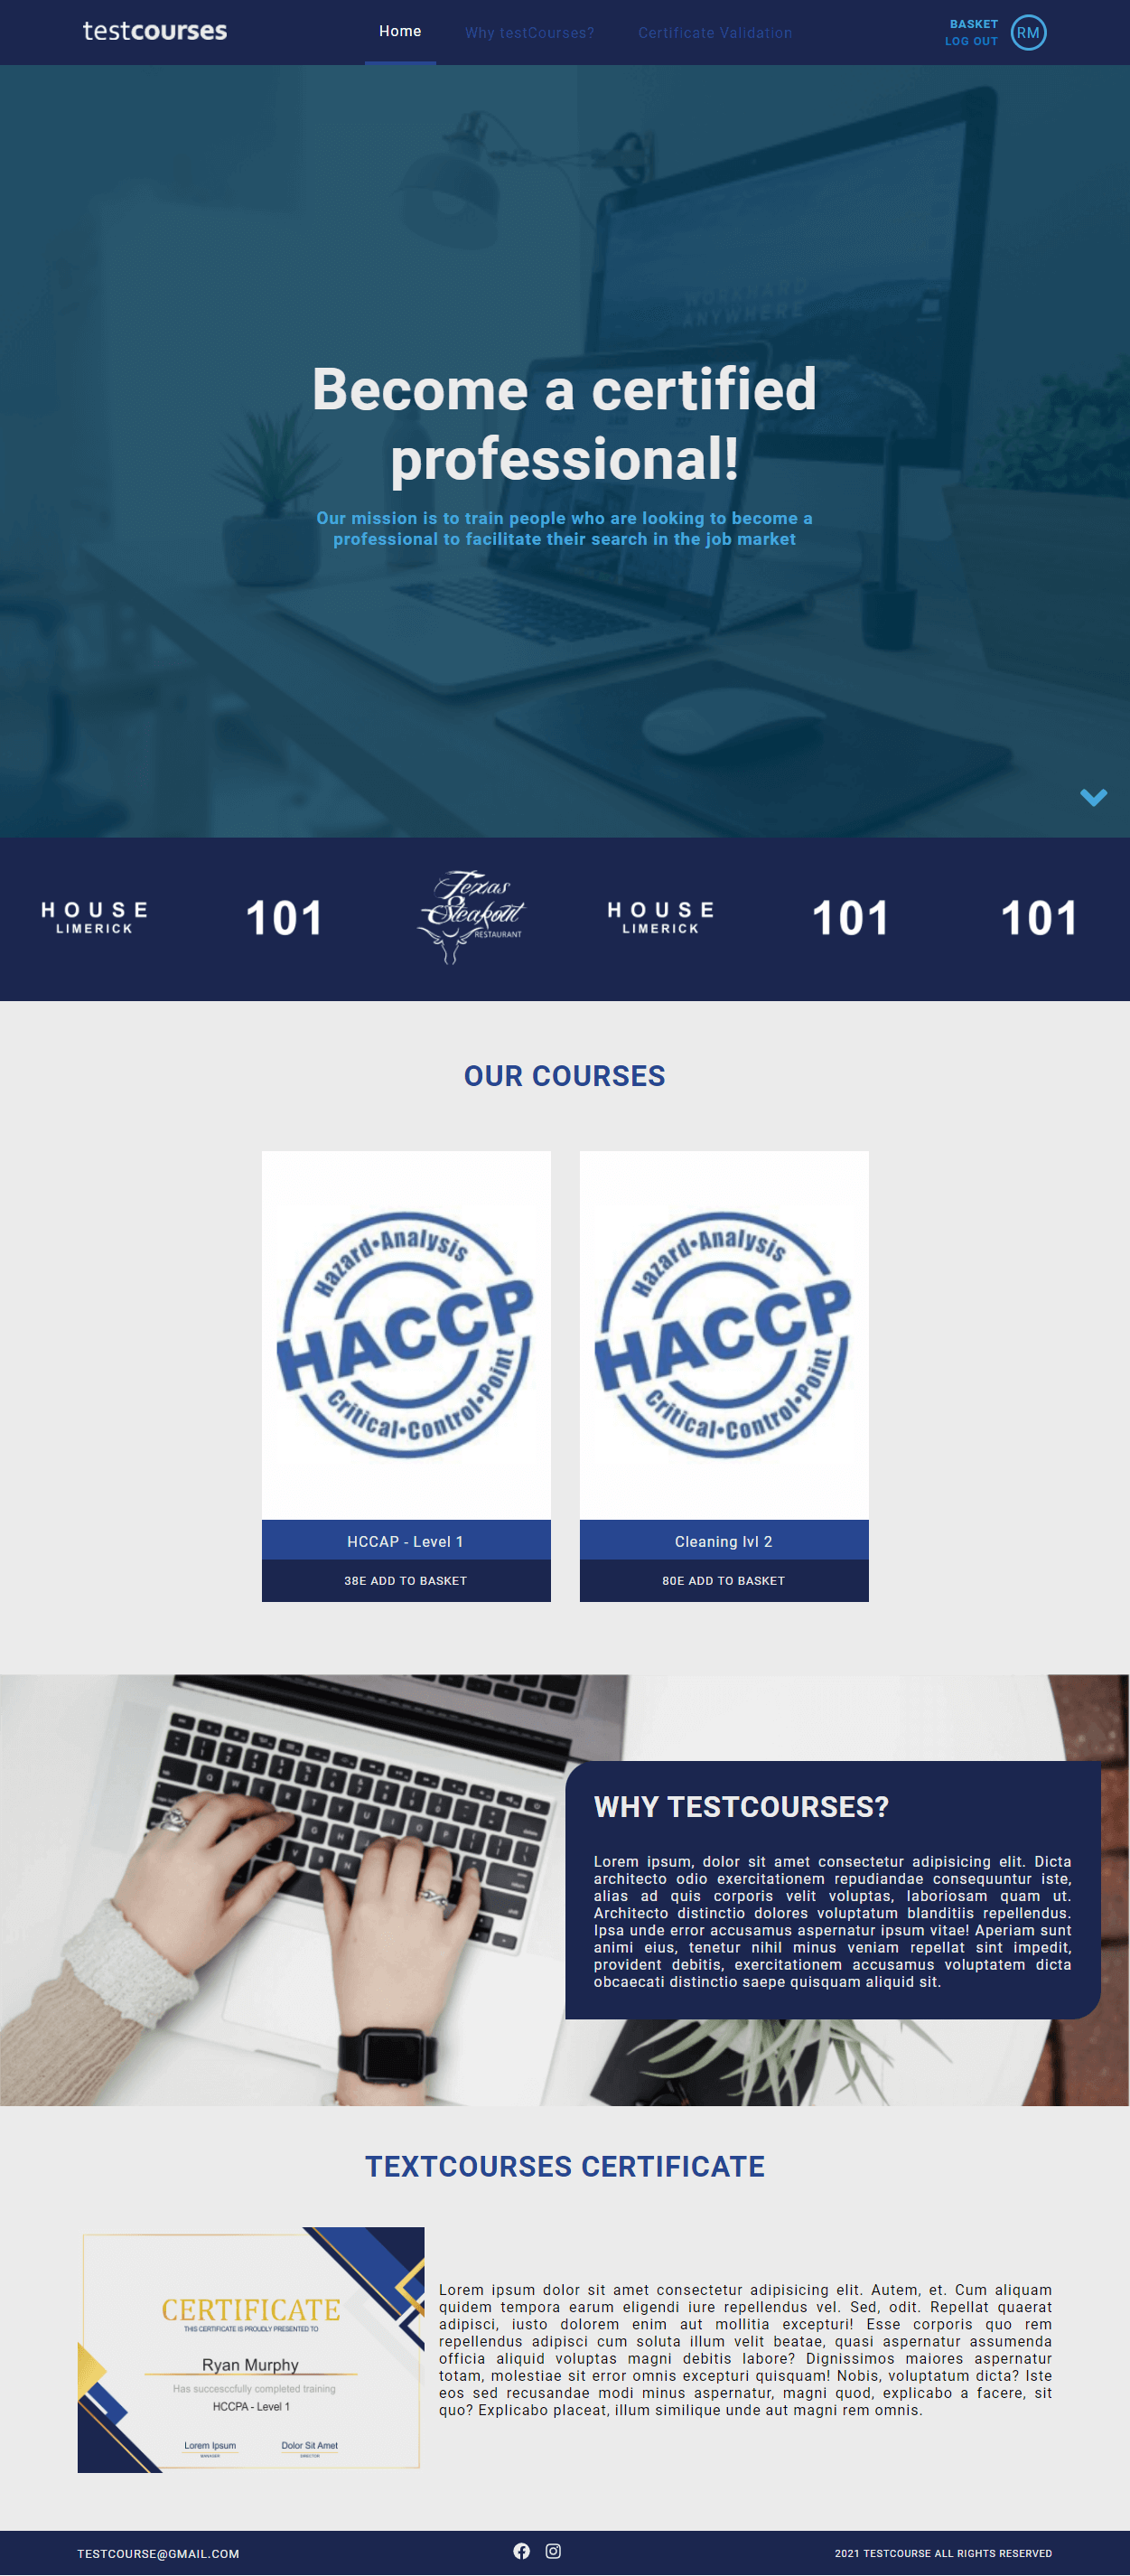 testcourses
Home
Why testCourses?
Certificate Validation
BASKET
LOG OUT
RM
WORKHARD
ANYWHERE
Become a certified
professional!
Our mission is to train people who are looking to become a
professional to facilitate their search in the job market
HOUSE
LIMERICK
101
Texas
Steakout
RESTAURANT
HOUSE
LIMERICK
101
101
OUR COURSES
Hazard•Analysis
HACCP
Critical•Control•Point
HCCAP - Level 1
38E ADD TO BASKET
Hazard•Analysis
HACCP
Critical•Control•Point
Cleaning lvl 2
80E ADD TO BASKET
WHY TESTCOURSES?
Lorem ipsum, dolor sit amet consectetur adipisicing elit. Dicta
architecto odio exercitationem repudiandae consequuntur iste,
alias ad quis corporis velit voluptas, laboriosam quam ut.
Architecto distinctio dolores voluptatum blanditiis repellendus.
Ipsa unde error accusamus aspernatur ipsum vitae! Aperiam sunt
animi eius, tenetur nihil minus veniam repellat sint impedit,
provident debitis, exercitationem accusamus voluptatem dicta
obcaecati distinctio saepe quisquam aliquid sit.
TEXTCOURSES CERTIFICATE
CERTIFICATE
THIS CERTIFICATE IS PROUDLY PRESENTED TO
Ryan Murphy
Has succesccfully completed training
HCCPA - Level 1
Lorem Ipsum
MANAGER
Dolor Sit Amet
DIRECTOR
Lorem ipsum dolor sit amet consectetur adipisicing elit. Autem, et. Cum aliquam
quidem tempora earum eligendi iure repellendus vel. Sed, odit. Repellat quaerat
adipisci, iusto dolorem enim aut mollitia excepturi! Esse corporis quo rem
repellendus adipisci cum soluta illum velit beatae, quasi aspernatur assumenda
officia aliquid voluptas magni debitis labore? Dignissimos maiores aspernatur
totam, molestiae sit error omnis excepturi quisquam! Nobis, voluptatum dicta? Iste
eos sed recusandae modi minus aspernatur, magni quod, explicabo a facere, sit
quo? Explicabo placeat, illum similique unde aut magni rem omnis.
TESTCOURSE@GMAIL.COM
2021 TESTCOURSE ALL RIGHTS RESERVED